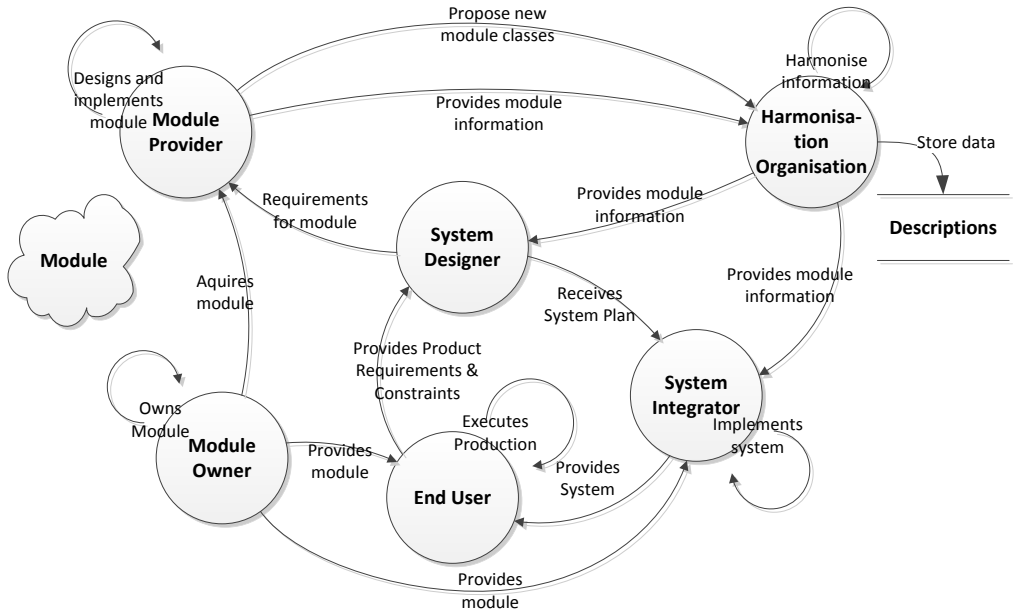 Propose new
module classes
Designs and
implements
module
Module
Provider
Provides module
information
Harmonise
information
Harmonisa-
tion
Organisation
Store data
Descriptions
Requirements
for module
Provides module
information
System
Designer
Module
Aquires
module
Receives
System Plan
Provides module
information
Provides Product
Requirements &
Constraints
System
Integrator
Owns
Module
Module
Owner
Provides
module
Executes
Production
End User
Provides
System
Implements
system
Provides
module